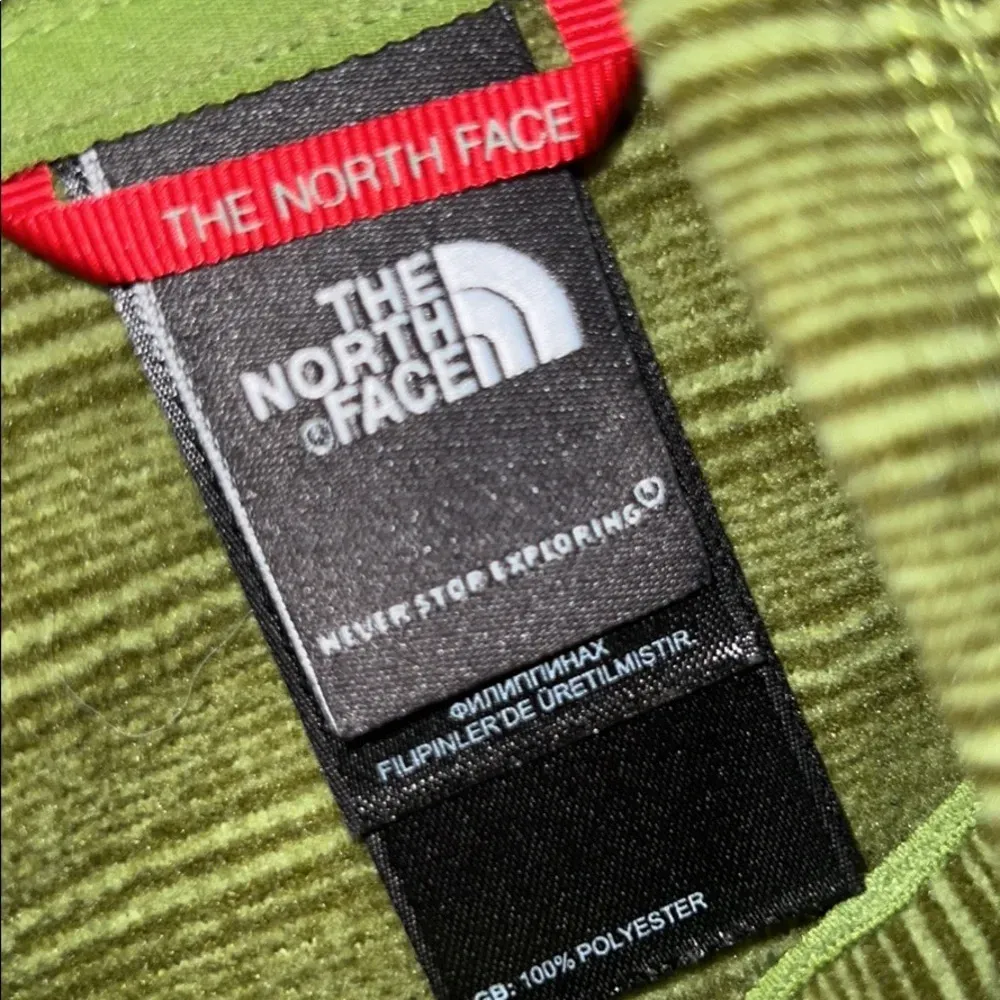 THE NORTH FACE
THE
NORTH
FACE
®
NEVER STOP EXPLORING®
ФИЛИППИНАХ
FILIPINLER'DE ÜRETILMIŞTIR.
GB: 100% POLYESTER